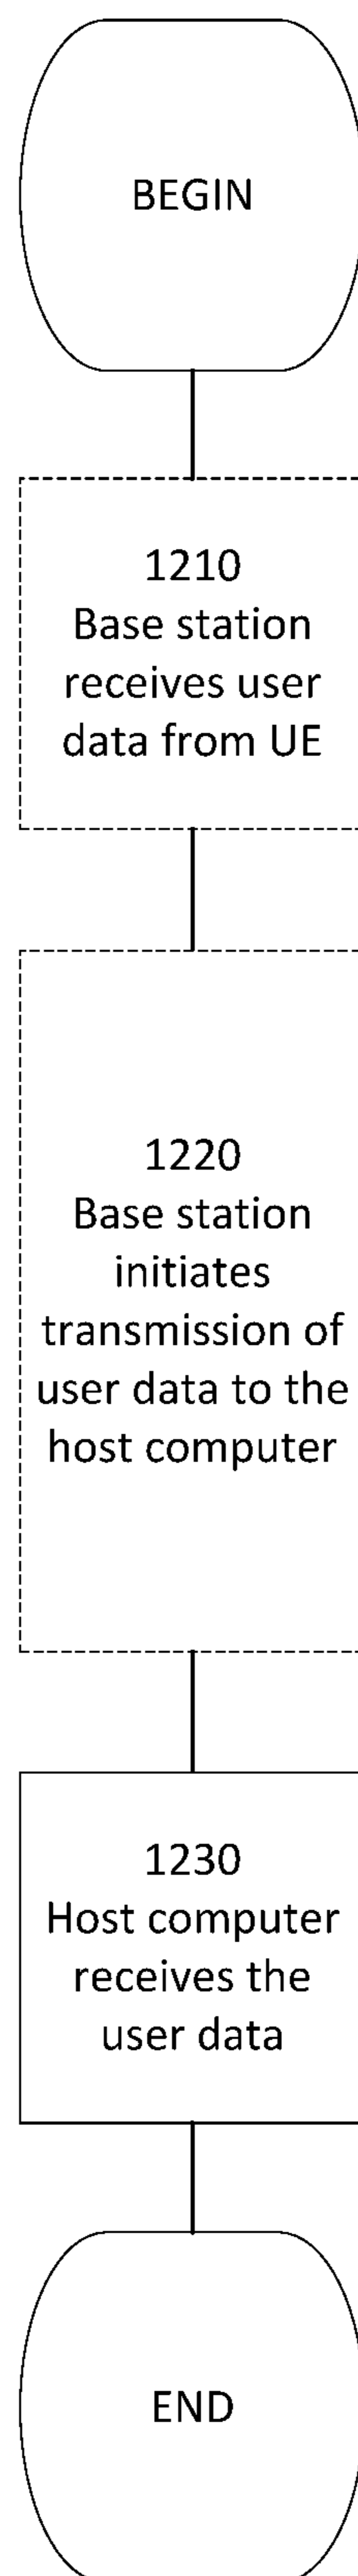 BEGIN
1210
Base station
receives user
data from UE
1220
Base station
initiates
transmission of
user data to the
host computer
1230
Host computer
receives the
user data
END